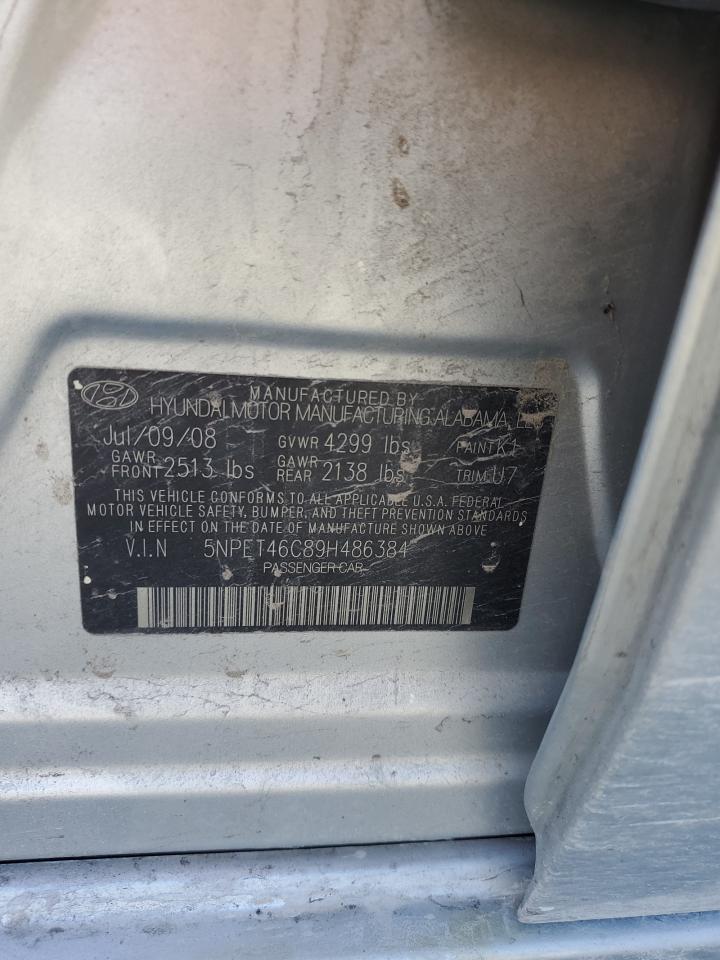 MANUFACTURED BY
HYUNDAI MOTOR MANUFACTURING ALABAMA, LLC
Jul/09/08 GVWR 4299 lbs PAINT K1
GAWR FRONT 2513 lbs GAWR REAR 2138 lbs TRIM U7
THIS VEHICLE CONFORMS TO ALL APPLICABLE U.S.A. FEDERAL
MOTOR VEHICLE SAFETY, BUMPER, AND THEFT PREVENTION STANDARDS
IN EFFECT ON THE DATE OF MANUFACTURE SHOWN ABOVE
V.I.N 5NPET46C89H486384
PASSENGER CAR